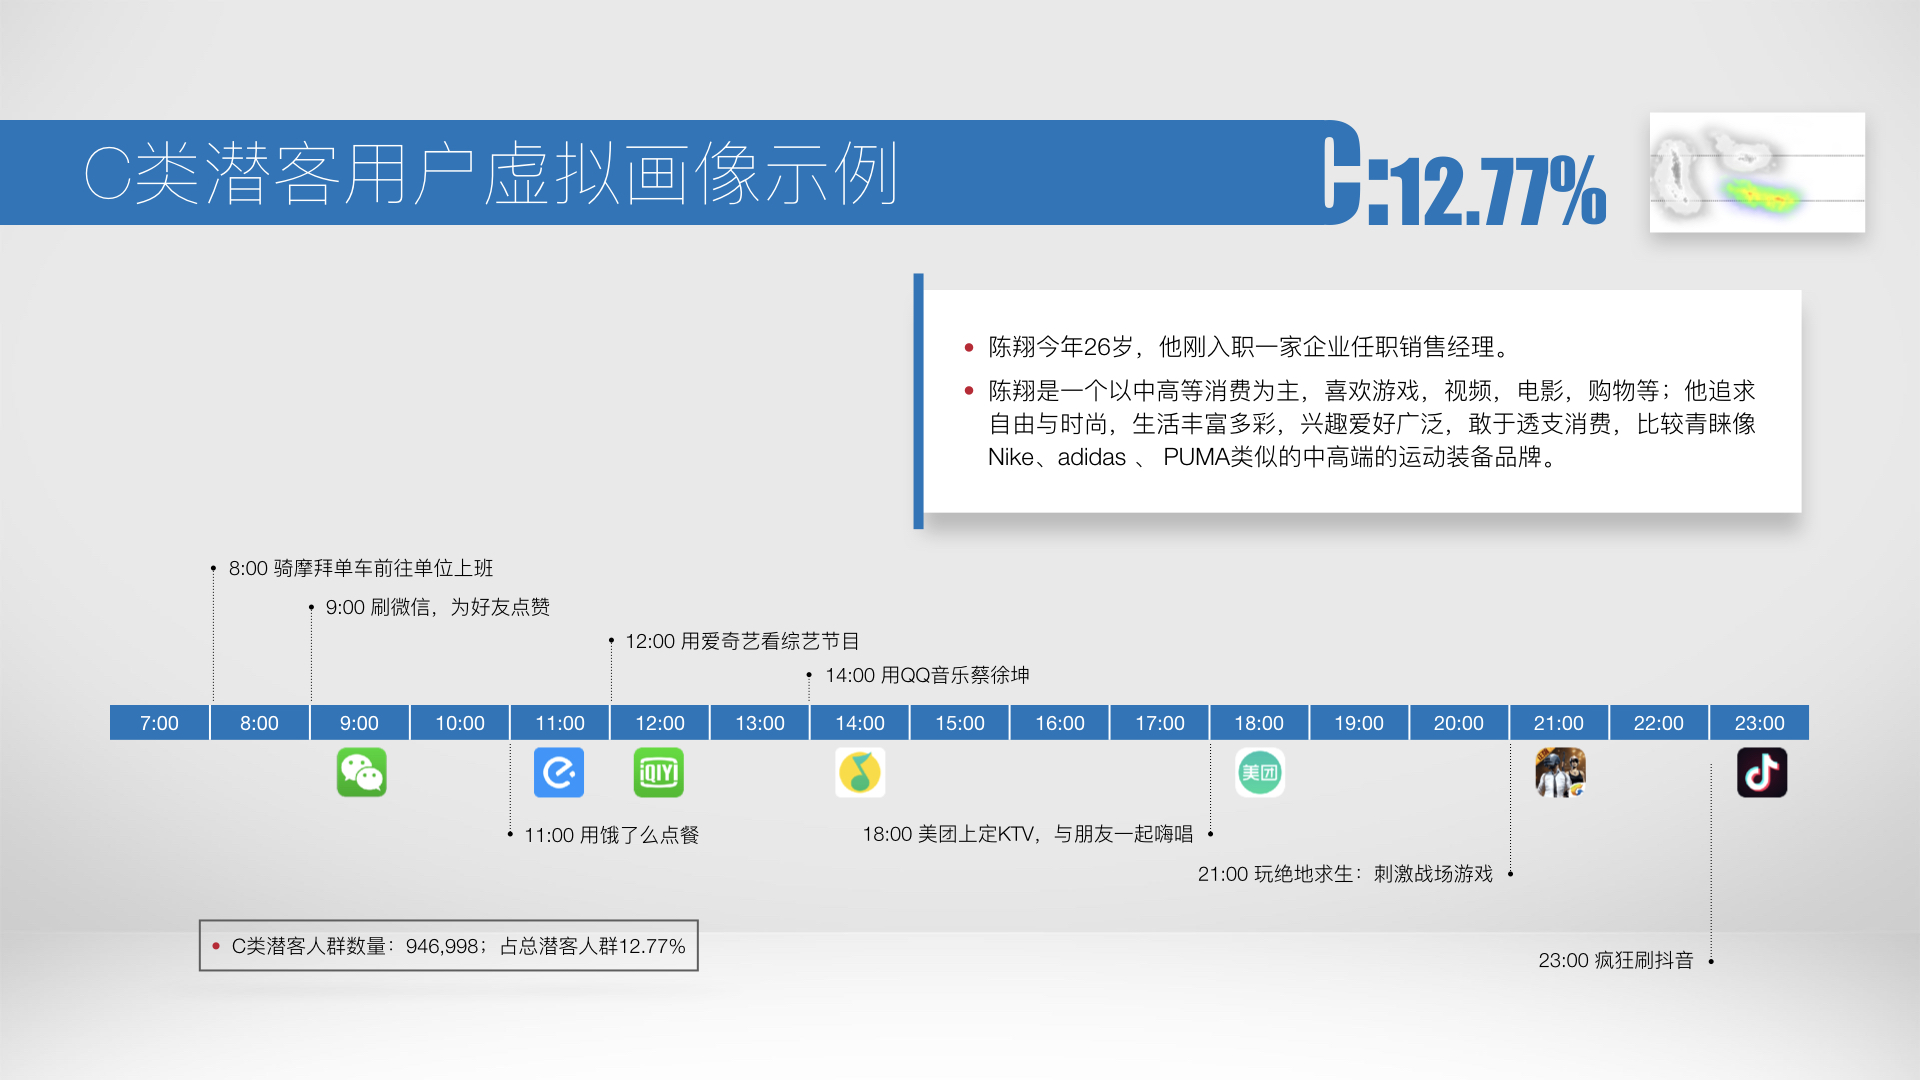 C类潜客用户虚拟画像示例
C:12.77%
陈翔今年26岁，他刚入职一家企业任职销售经理。
陈翔是一个以中高等消费为主，喜欢游戏，视频，电影，购物等；他追求
自由与时尚，生活丰富多彩，兴趣爱好广泛，敢于透支消费，比较青睐像
Nike、adidas 、 PUMA类似的中高端的运动装备品牌。
8:00 骑摩拜单车前往单位上班
9:00 刷微信，为好友点赞
12:00 用爱奇艺看综艺节目
14:00 用QQ音乐蔡徐坤
7:00 8:00 9:00 10:00 11:00 12:00 13:00 14:00 15:00 16:00 17:00 18:00 19:00 20:00 21:00 22:00 23:00
iQIYI
美团
11:00 用饿了么点餐
18:00 美团上定KTV，与朋友一起嗨唱
21:00 玩绝地求生：刺激战场游戏
C类潜客人群数量：946,998；占总潜客人群12.77%
23:00 疯狂刷抖音